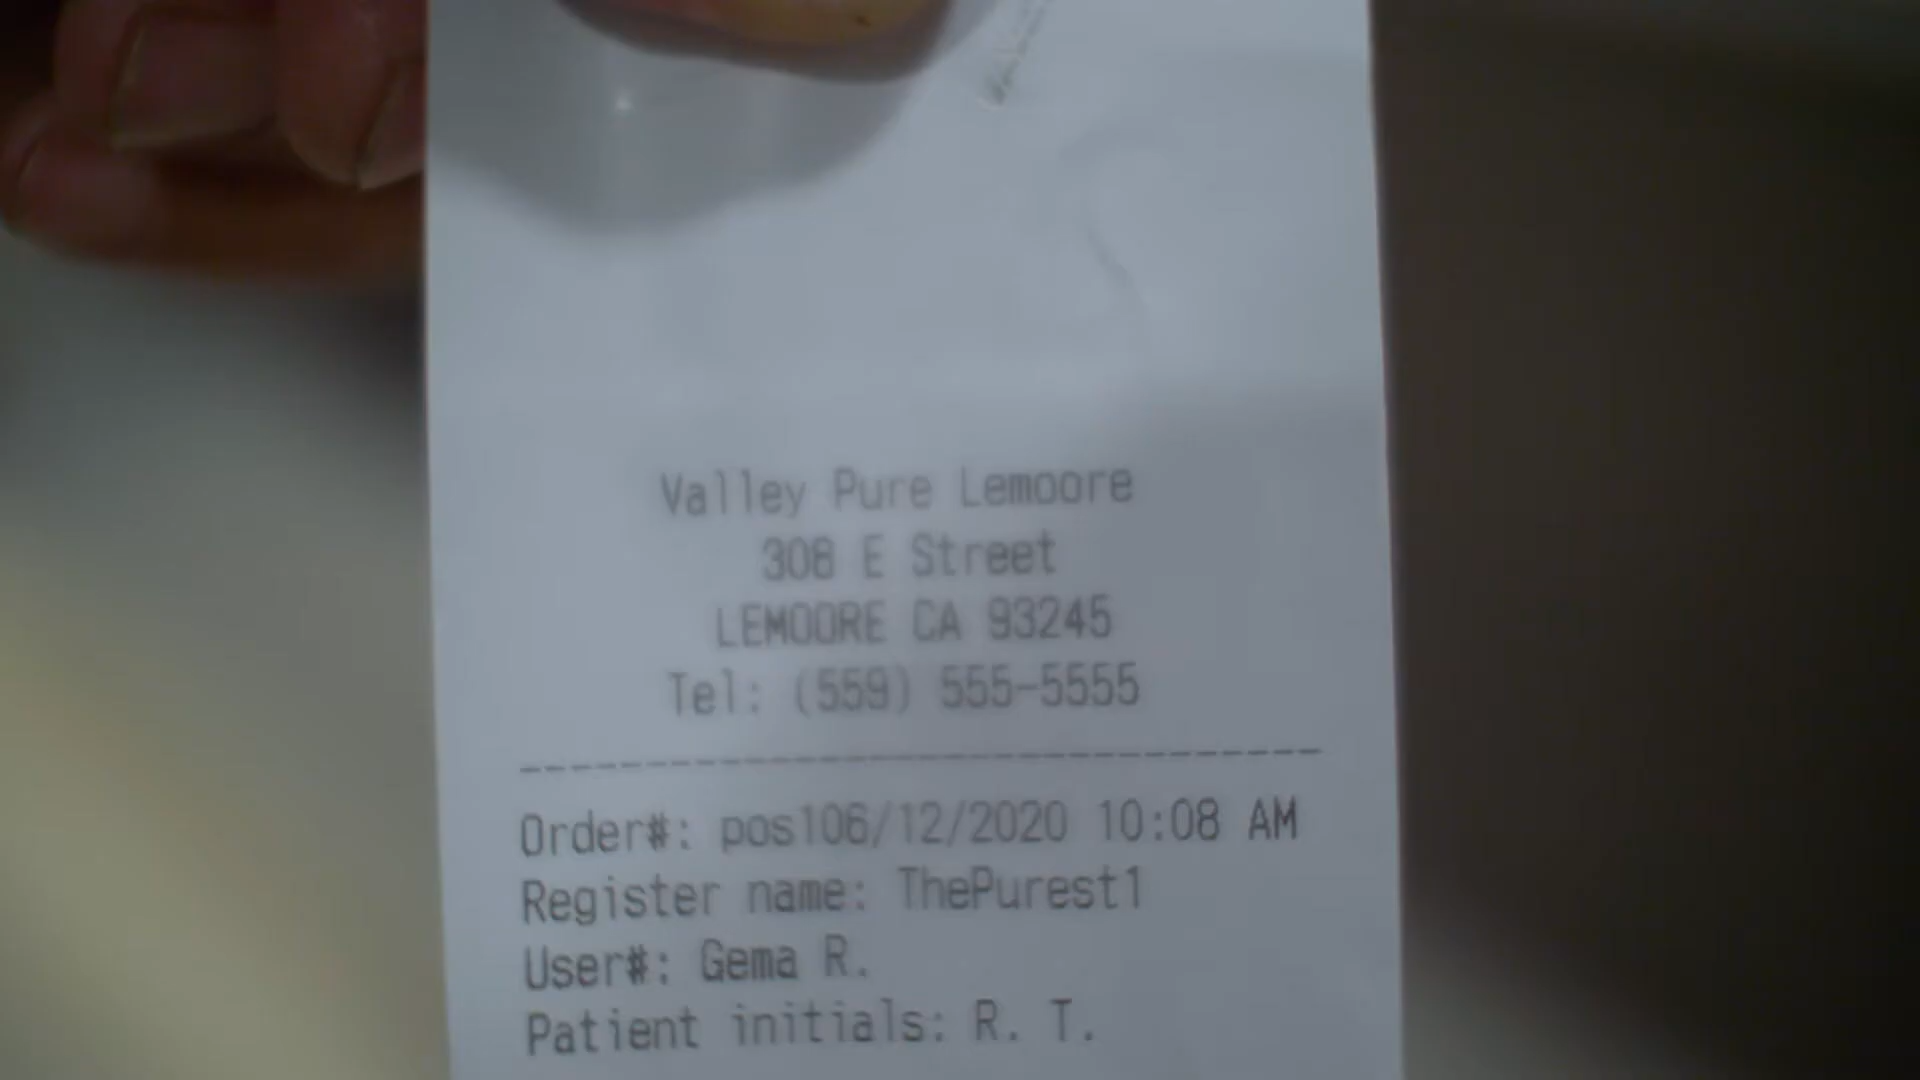 Valley Pure Lemoore
308 E Street
LEMOORE CA 93245
Tel: (559) 555-5555
--------------------------------
Order#: pos106/12/2020 10:08 AM
Register name: ThePurest1
User#: Gema R.
Patient initials: R. T.